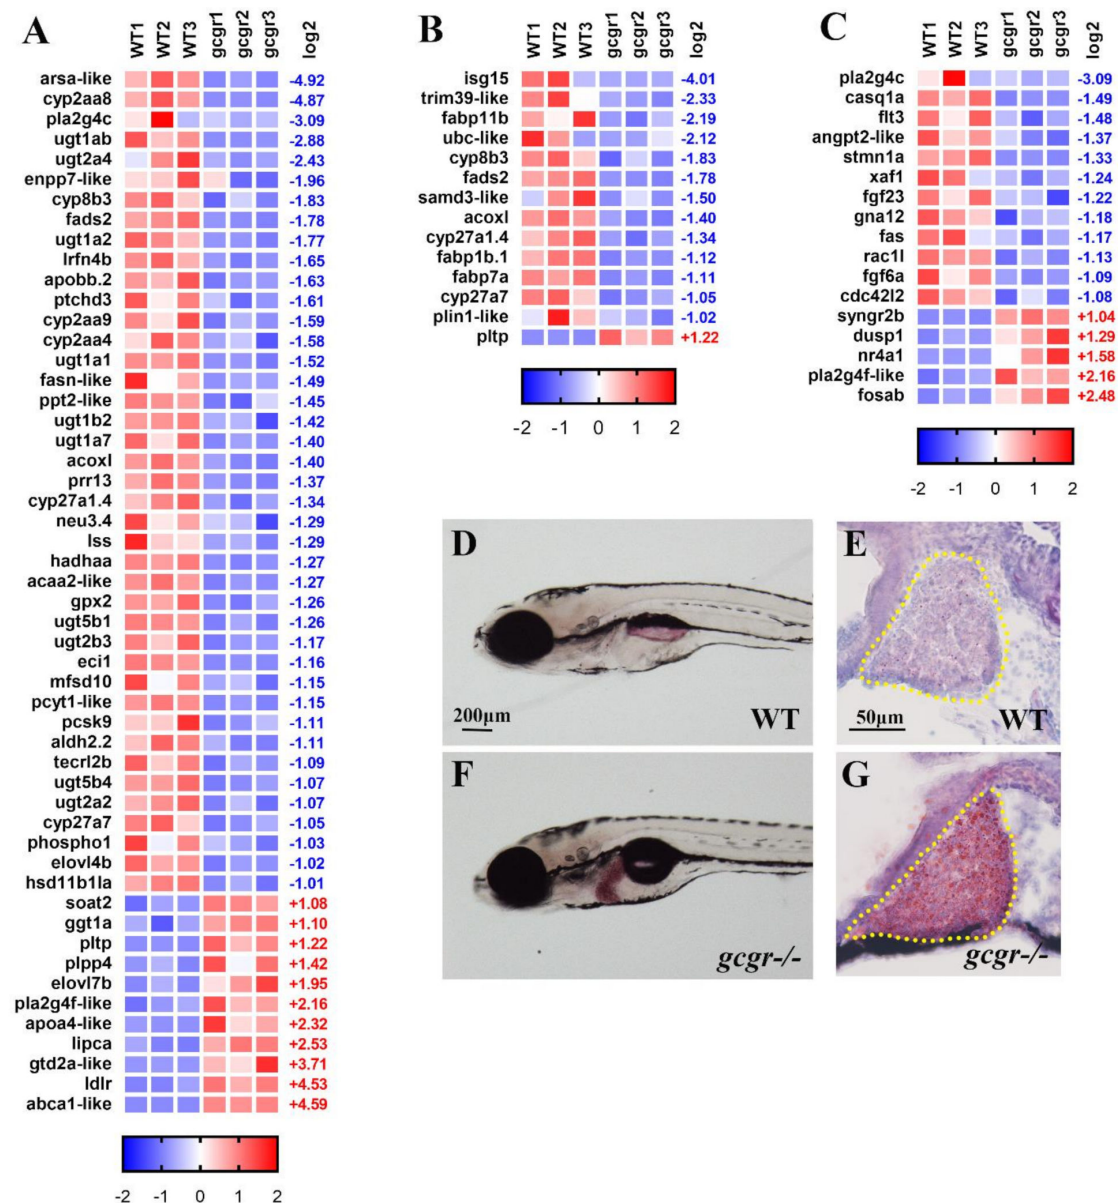 A
WT1 WT2 WT3 gcgr1 gcgr2 gcgr3 log2
arsa-like -4.92
cyp2aa8 -4.87
pla2g4c -3.09
ugt1ab -2.88
ugt2a4 -2.43
enpp7-like -1.96
cyp8b3 -1.83
fads2 -1.78
ugt1a2 -1.77
lrfn4b -1.65
apobb.2 -1.63
ptchd3 -1.61
cyp2aa9 -1.59
cyp2aa4 -1.58
ugt1a1 -1.52
fasn-like -1.49
ppt2-like -1.45
ugt1b2 -1.42
ugt1a7 -1.40
acoxl -1.40
prr13 -1.37
cyp27a1.4 -1.34
neu3.4 -1.29
lss -1.29
hadhaa -1.27
acaa2-like -1.27
gpx2 -1.26
ugt5b1 -1.26
ugt2b3 -1.17
eci1 -1.16
mfsd10 -1.15
pcyt1-like -1.15
pcsk9 -1.11
aldh2.2 -1.11
tecrl2b -1.09
ugt5b4 -1.07
ugt2a2 -1.07
cyp27a7 -1.05
phospho1 -1.03
elovl4b -1.02
hsd11b1la -1.01
soat2 +1.08
ggt1a +1.10
pltp +1.22
plpp4 +1.42
elovl7b +1.95
pla2g4f-like +2.16
apoa4-like +2.32
lipca +2.53
gtd2a-like +3.71
ldlr +4.53
abca1-like +4.59
-2 -1 0 1 2
B
WT1 WT2 WT3 gcgr1 gcgr2 gcgr3 log2
isg15 -4.01
trim39-like -2.33
fabp11b -2.19
ubc-like -2.12
cyp8b3 -1.83
fads2 -1.78
samd3-like -1.50
acoxl -1.40
cyp27a1.4 -1.34
fabp1b.1 -1.12
fabp7a -1.11
cyp27a7 -1.05
plin1-like -1.02
pltp +1.22
-2 -1 0 1 2
C
WT1 WT2 WT3 gcgr1 gcgr2 gcgr3 log2
pla2g4c -3.09
casq1a -1.49
flt3 -1.48
angpt2-like -1.37
stmn1a -1.33
xaf1 -1.24
fgf23 -1.22
gna12 -1.18
fas -1.17
rac1l -1.13
fgf6a -1.09
cdc42l2 -1.08
syngr2b +1.04
dusp1 +1.29
nr4a1 +1.58
pla2g4f-like +2.16
fosab +2.48
-2 -1 0 1 2
D
200µm
WT
E
50µm
WT
F
gcgr-/-
G
gcgr-/-